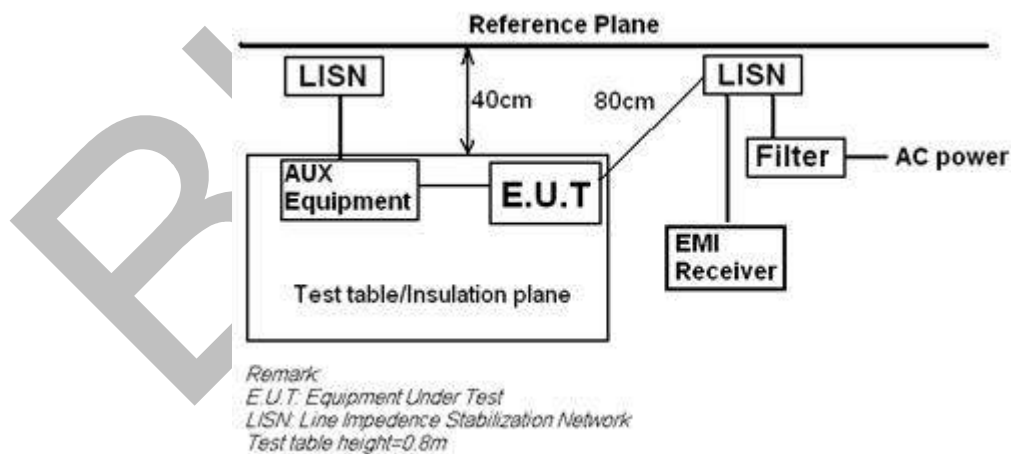 Reference Plane
LISN
40cm
80cm
LISN
Filter
AC power
AUX
Equipment
E.U.T
EMI
Receiver
Test table/Insulation plane
Remark:
E.U.T: Equipment Under Test
LISN: Line Impedence Stabilization Network
Test table height=0.8m